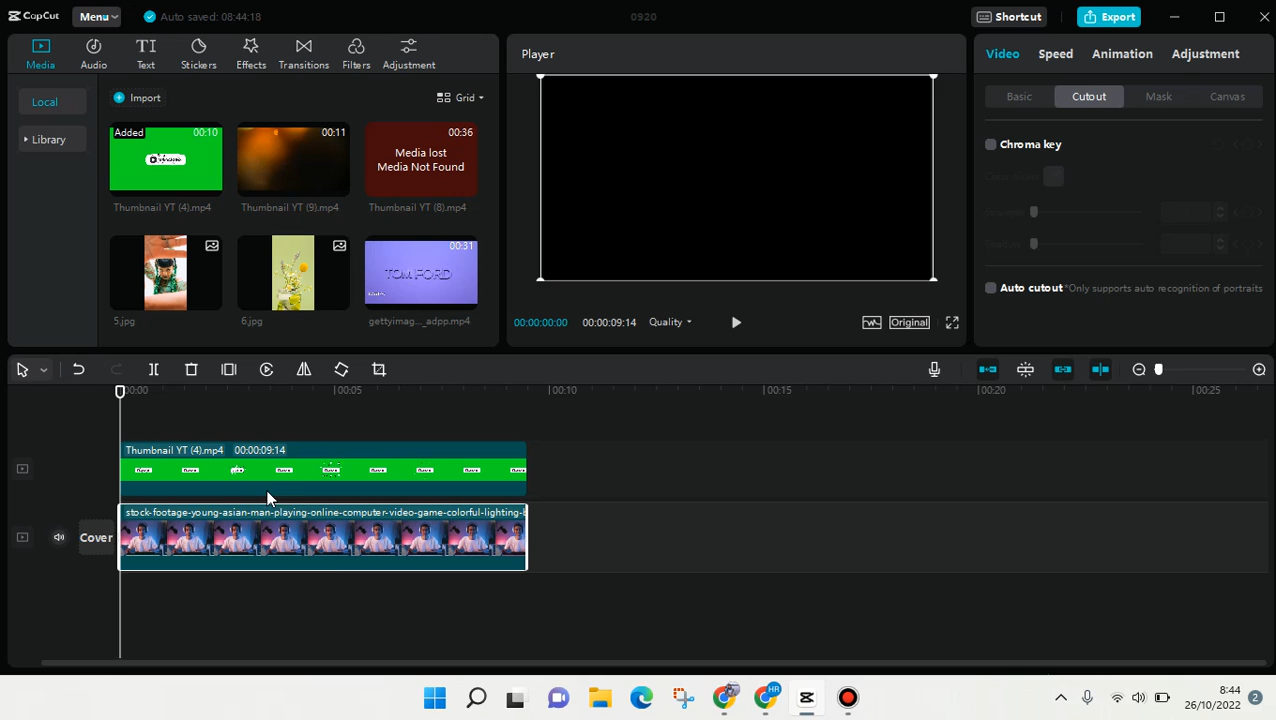 CapCut
Menu
Auto saved: 08:44:18
0920
Shortcut
Export
Media
Audio
Text
Stickers
Effects
Transitions
Filters
Adjustment
Local
Library
Import
Grid
Added 00:10
Thumbnail YT (4).mp4
00:11
Thumbnail YT (9).mp4
00:36
Media lost
Media Not Found
Thumbnail YT (8).mp4
5.jpg
6.jpg
00:31
TOM FORD
gettyimag..._adpp.mp4
Player
00:00:00:00
00:00:09:14
Quality
Original
Video
Speed
Animation
Adjustment
Basic
Cutout
Mask
Canvas
Chroma key
Auto cutout *Only supports auto recognition of portraits
00:00
00:05
00:10
00:15
00:20
00:25
Thumbnail YT (4).mp4 00:00:09:14
Cover
stock-footage-young-asian-man-playing-online-computer-video-game-colorful-lighting-b
HR
8:44
26/10/2022
2